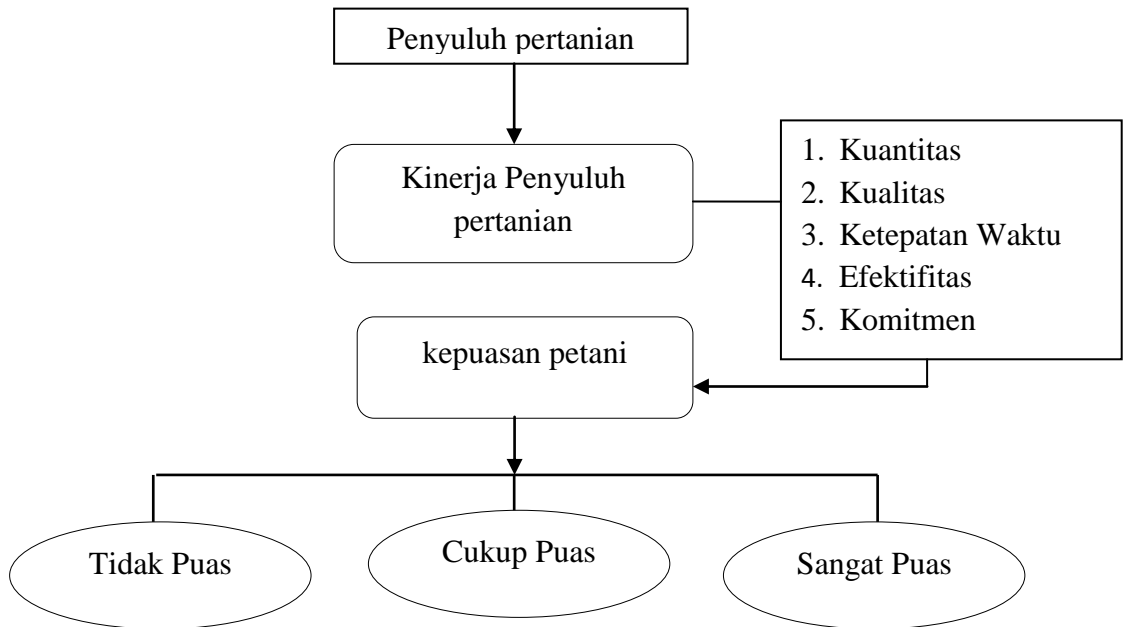 Penyuluh pertanian
Kinerja Penyuluh
pertanian
1. Kuantitas
2. Kualitas
3. Ketepatan Waktu
4. Efektifitas
5. Komitmen
kepuasan petani
Tidak Puas
Cukup Puas
Sangat Puas